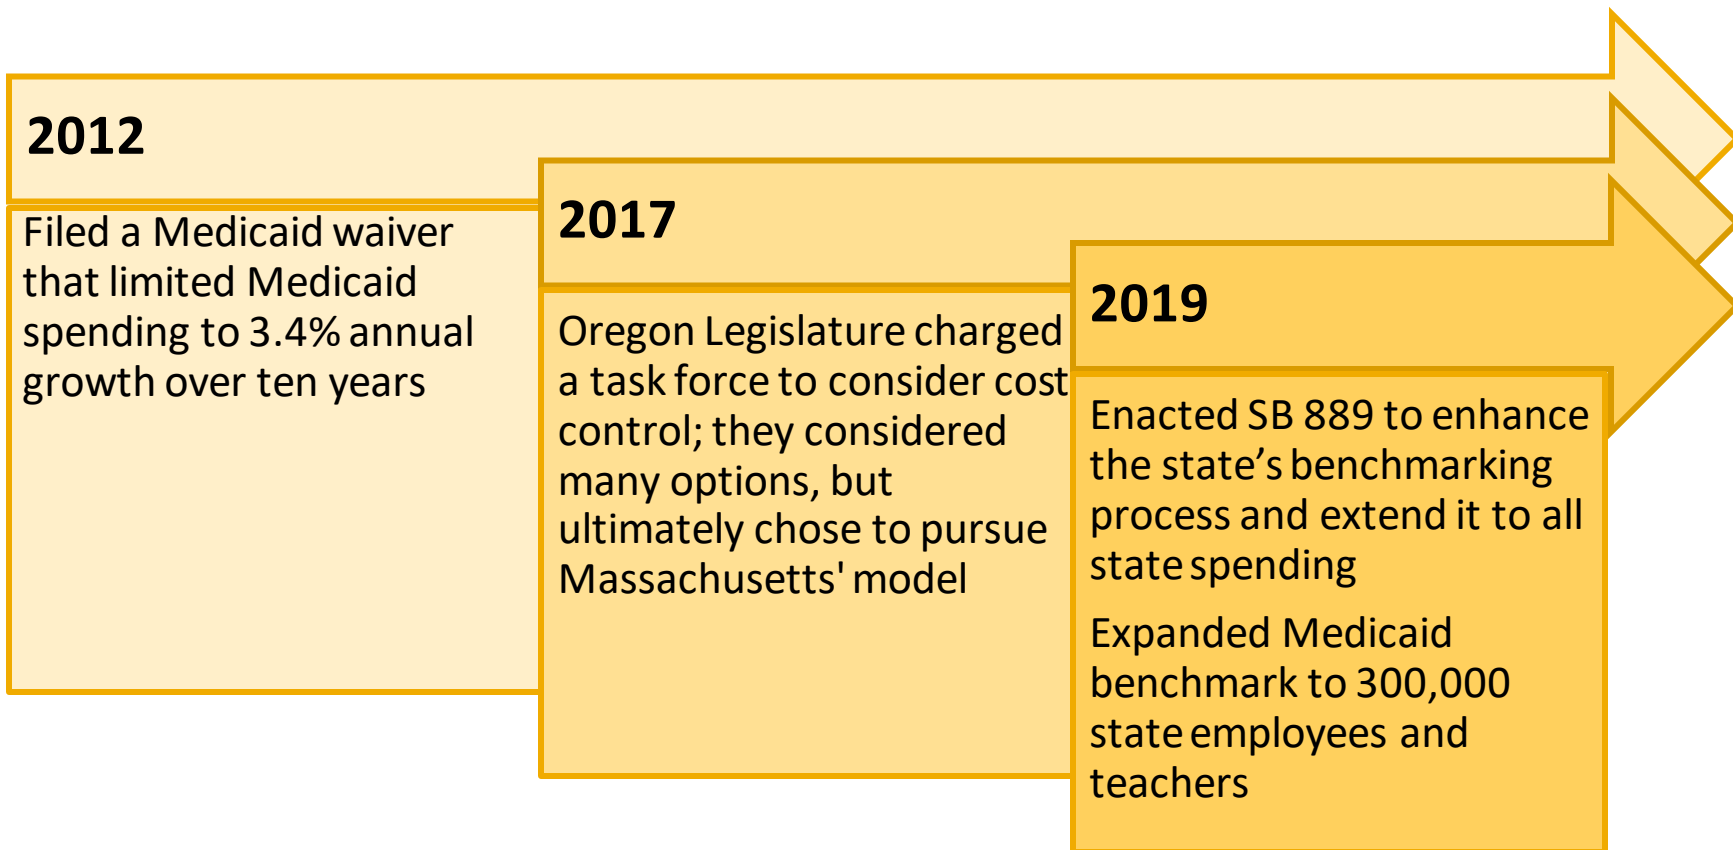 2012
Filed a Medicaid waiver
that limited Medicaid
spending to 3.4% annual
growth over ten years
2017
Oregon Legislature charged
a task force to consider cost
control; they considered
many options, but
ultimately chose to pursue
Massachusetts' model
2019
Enacted SB 889 to enhance
the state’s benchmarking
process and extend it to all
state spending
Expanded Medicaid
benchmark to 300,000
state employees and
teachers